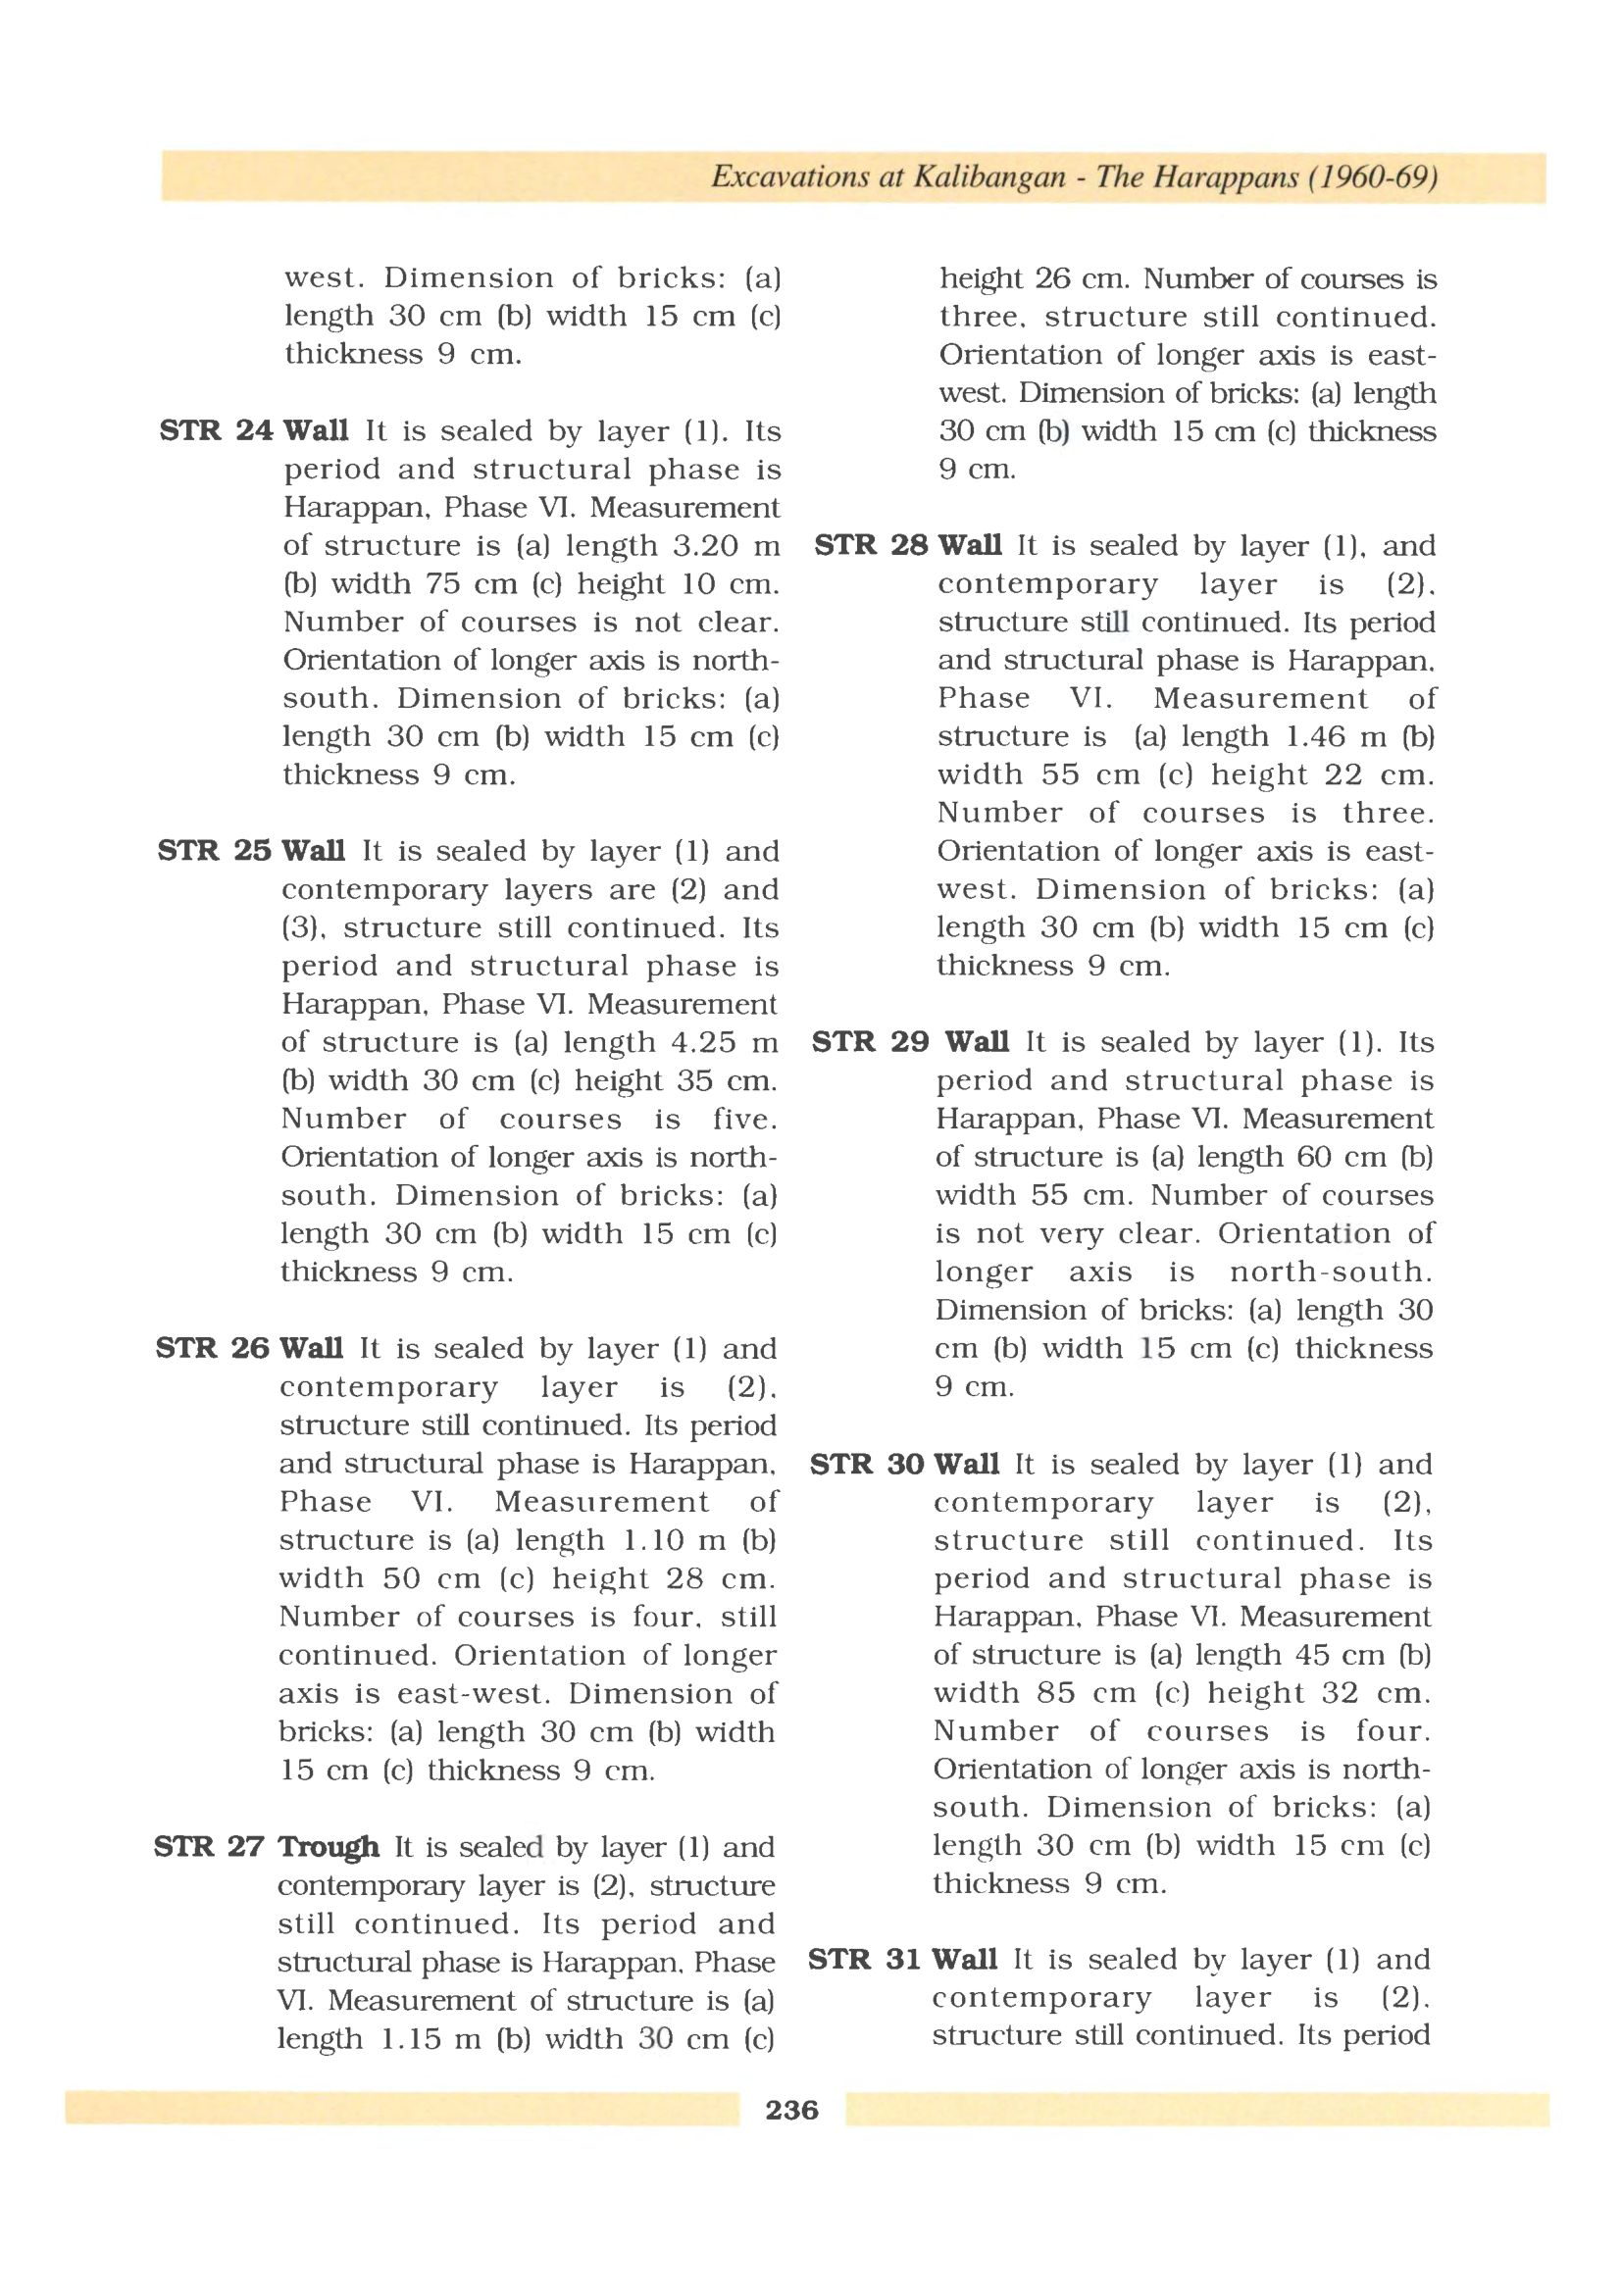 Excavations at Kalibangan - The Harappans (1960-69)
west. Dimension of bricks: (a)
length 30 cm (b) width 15 cm (c)
thickness 9 cm.
STR 24 Wall It is sealed by layer (1). Its
period and structural phase is
Harappan, Phase VI. Measurement
of structure is (a) length 3.20 m
(b) width 75 cm (c) height 10 cm.
Number of courses is not clear.
Orientation of longer axis is north-
south. Dimension of bricks: (a)
length 30 cm (b) width 15 cm (c)
thickness 9 cm.
STR 25 Wall It is sealed by layer (1) and
contemporary layers are (2) and
(3), structure still continued. Its
period and structural phase is
Harappan, Phase VI. Measurement
of structure is (a) length 4.25 m
(b) width 30 cm (c) height 35 cm.
Number of courses is five.
Orientation of longer axis is north-
south. Dimension of bricks: (a)
length 30 cm (b) width 15 cm (c)
thickness 9 cm.
STR 26 Wall It is sealed by layer (1) and
contemporary layer is (2),
structure still continued. Its period
and structural phase is Harappan,
Phase VI. Measurement of
structure is (a) length 1.10 m (b)
width 50 cm (c) height 28 cm.
Number of courses is four, still
continued. Orientation of longer
axis is east-west. Dimension of
bricks: (a) length 30 cm (b) width
15 cm (c) thickness 9 cm.
STR 27 Trough It is sealed by layer (1) and
contemporary layer is (2), structure
still continued. Its period and
structural phase is Harappan, Phase
VI. Measurement of structure is (a)
length 1.15 m (b) width 30 cm (c)
height 26 cm. Number of courses is
three, structure still continued.
Orientation of longer axis is east-
west. Dimension of bricks: (a) length
30 cm (b) width 15 cm (c) thickness
9 cm.
STR 28 Wall It is sealed by layer (1), and
contemporary layer is (2),
structure still continued. Its period
and structural phase is Harappan,
Phase VI. Measurement of
structure is (a) length 1.46 m (b)
width 55 cm (c) height 22 cm.
Number of courses is three.
Orientation of longer axis is east-
west. Dimension of bricks: (a)
length 30 cm (b) width 15 cm (c)
thickness 9 cm.
STR 29 Wall It is sealed by layer (1). Its
period and structural phase is
Harappan, Phase VI. Measurement
of structure is (a) length 60 cm (b)
width 55 cm. Number of courses
is not very clear. Orientation of
longer axis is north-south.
Dimension of bricks: (a) length 30
cm (b) width 15 cm (c) thickness
9 cm.
STR 30 Wall It is sealed by layer (1) and
contemporary layer is (2),
structure still continued. Its
period and structural phase is
Harappan, Phase VI. Measurement
of structure is (a) length 45 cm (b)
width 85 cm (c) height 32 cm.
Number of courses is four.
Orientation of longer axis is north-
south. Dimension of bricks: (a)
length 30 cm (b) width 15 cm (c)
thickness 9 cm.
STR 31 Wall It is sealed by layer (1) and
contemporary layer is (2),
structure still continued. Its period
236